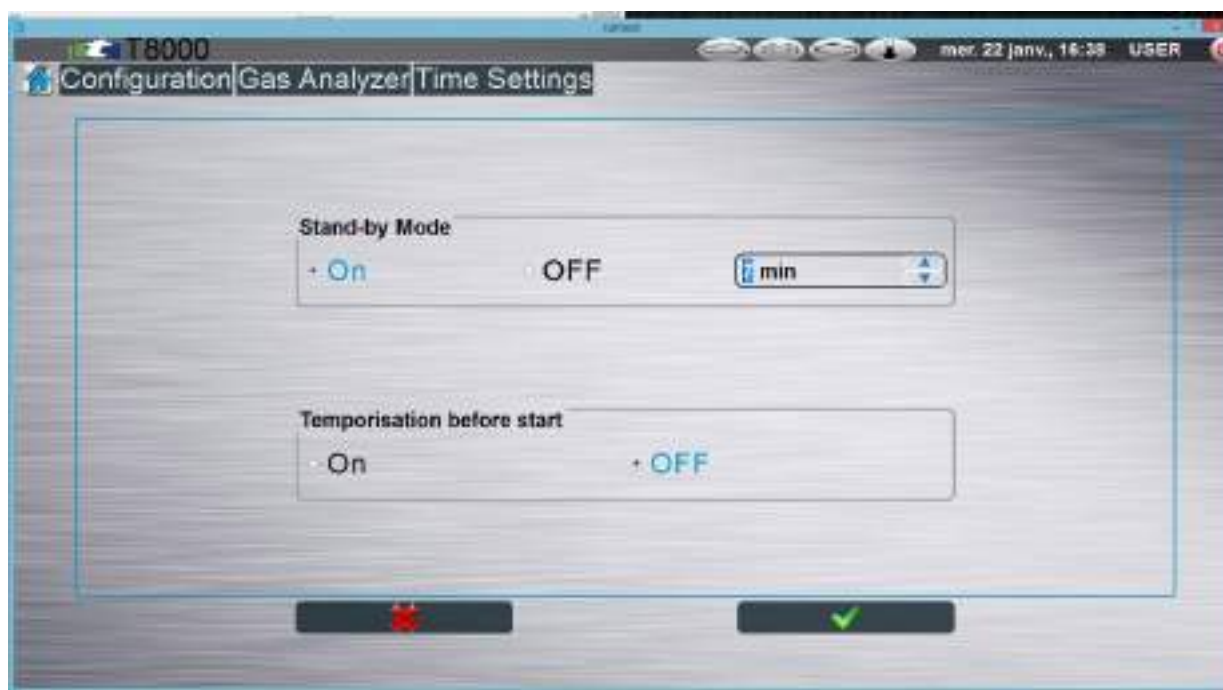 T8000 mer. 22 janv., 16:38 USER
Configuration Gas Analyzer Time Settings
Stand-by Mode
On OFF min
Temporisation before start
On OFF